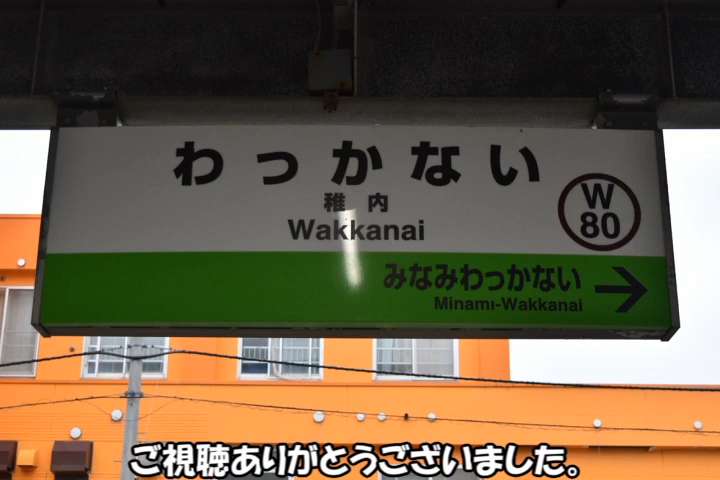 わっかない
稚内
Wakkanai
W
80
みなみわっかない
Minami-Wakkanai
ご視聴ありがとうございました。